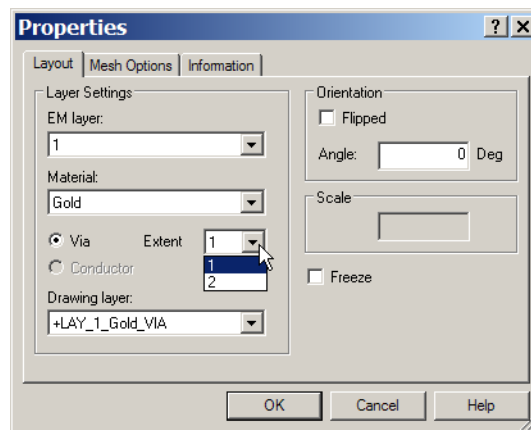 Properties
Layout Mesh Options Information
Layer Settings
EM layer:
1
Material:
Gold
Via Extent 1
1
2
Conductor
Drawing layer:
+LAY_1_Gold_VIA
Orientation
Flipped
Angle: 0 Deg
Scale
Freeze
OK Cancel Help